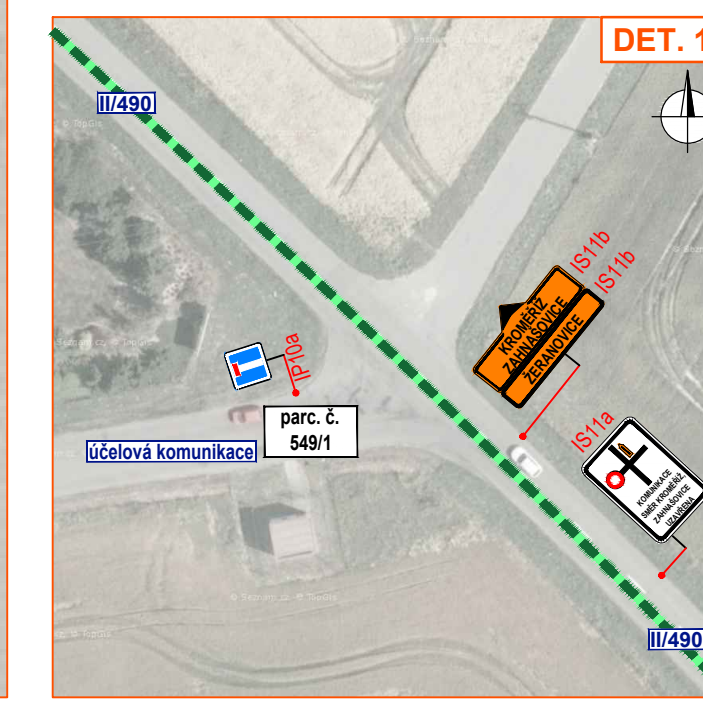 DET. 1
II/490
IS11b
IS11b
KROMĚŘÍŽ
ZAHNAŠOVICE
ŽERANOVICE
IP10a
parc. č.
549/1
účelová komunikace
IS11a
KOMUNIKACE
SMĚR KROMĚŘÍŽ,
ZAHNAŠOVICE
UZAVŘENA
II/490